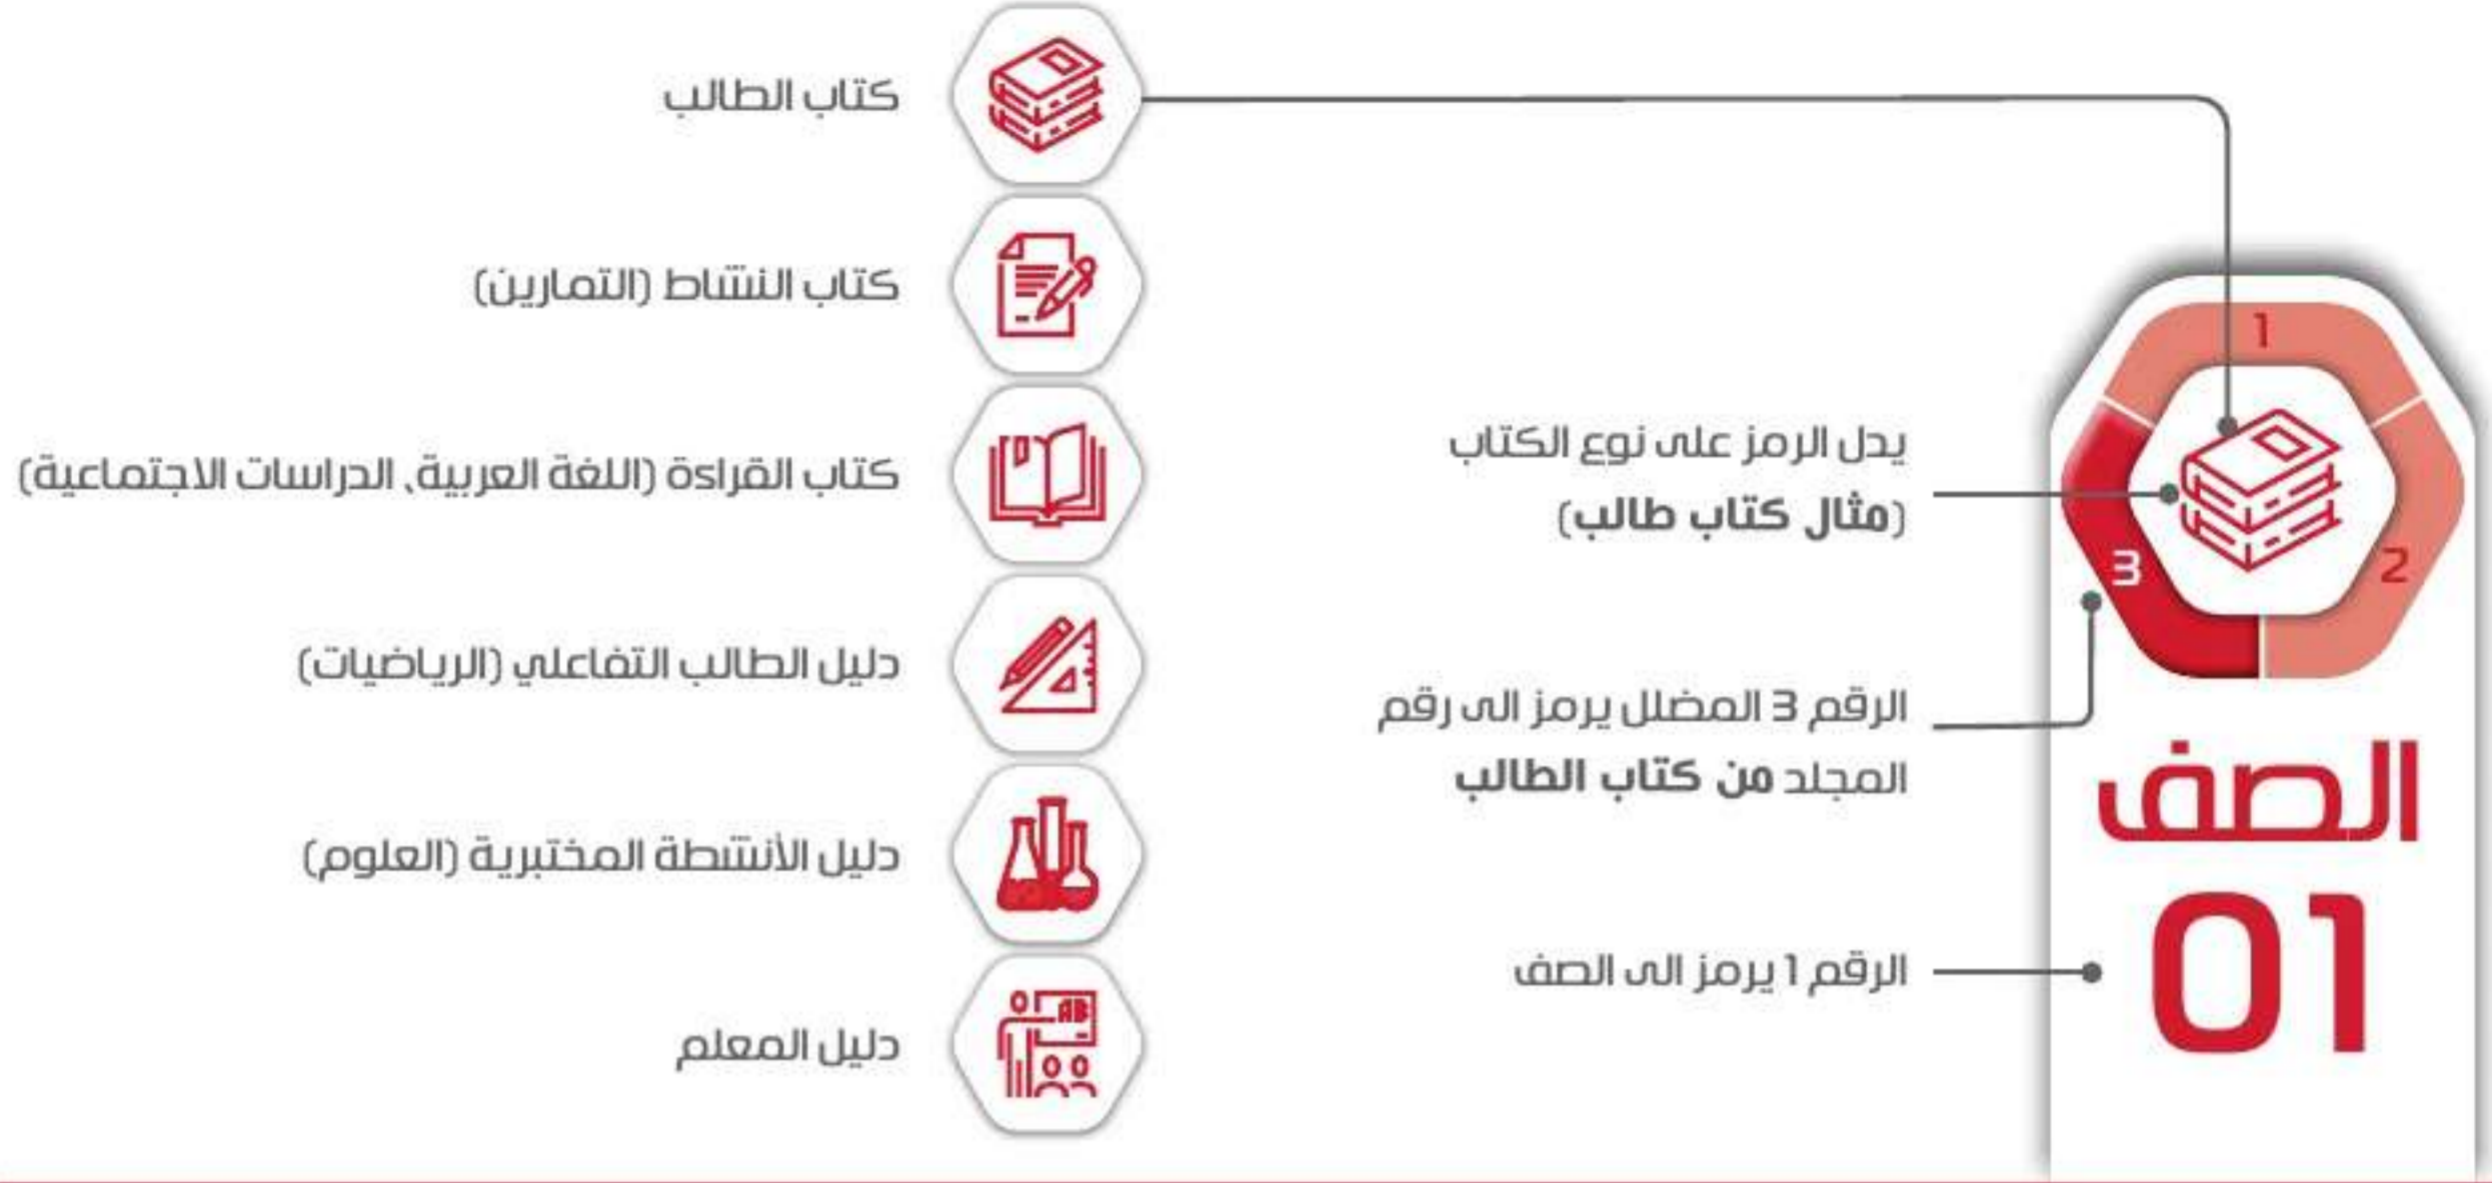 1
2
3
الصف
01
يدل الرمز على نوع الكتاب
(مثال كتاب طالب)
الرقم 3 المضلل يرمز الى رقم
المجلد من كتاب الطالب
الرقم 1 يرمز الى الصف
كتاب الطالب
كتاب النشاط (التمارين)
كتاب القراءة (اللغة العربية، الدراسات الاجتماعية)
دليل الطالب التفاعلي (الرياضيات)
دليل الأنشطة المختبرية (العلوم)
AB
دليل المعلم